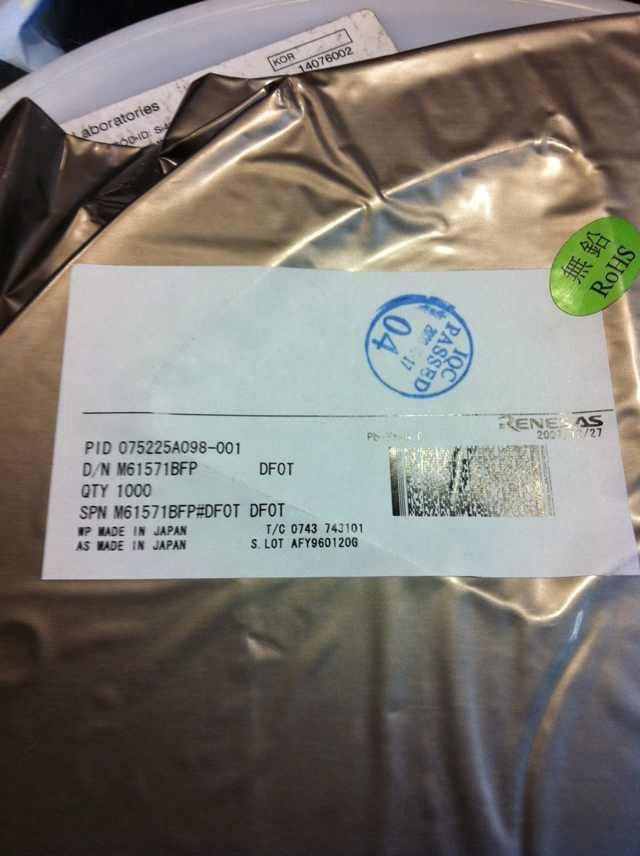 KOR
14076002
aboratories
無鉛
RoHS
IQC
PASSED
04
RENESAS
PID 075225A098-001
D/N M61571BFP DF0T
QTY 1000
SPN M61571BFP#DF0T DF0T
WP MADE IN JAPAN T/C 0743 743101
AS MADE IN JAPAN S.LOT AFY960120G